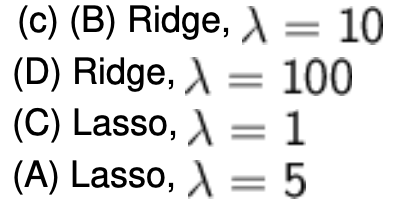 (c) (B) Ridge, λ = 10
(D) Ridge, λ = 100
(C) Lasso, λ = 1
(A) Lasso, λ = 5